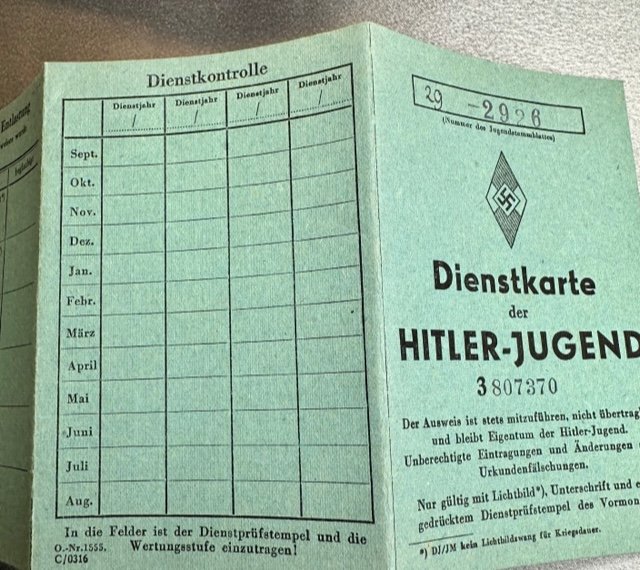 Entlastung
Dienstkontrolle
Dienstjahr Dienstjahr Dienstjahr Dienstjahr
/ / / /
Sept.
Okt.
Nov.
Dez.
Jan.
Febr.
März
April
Mai
Juni
Juli
Aug.
In die Felder ist der Dienstprüfstempel und die
Wertungsstufe einzutragen!
O.-Nr.1555.
C/0316
29 -2926
(Nummer des Jugendstammblattes)
Dienstkarte
der
HITLER-JUGEND
3807370
Der Ausweis ist stets mitzuführen, nicht übertrag
und bleibt Eigentum der Hitler-Jugend.
Unberechtigte Eintragungen und Änderungen
Urkundenfälschungen.
Nur gültig mit Lichtbild*), Unterschrift und e
gedrücktem Dienstprüfstempel des Vormon
*) DJ/JM kein Lichtbildzwang für Kriegsdauer.